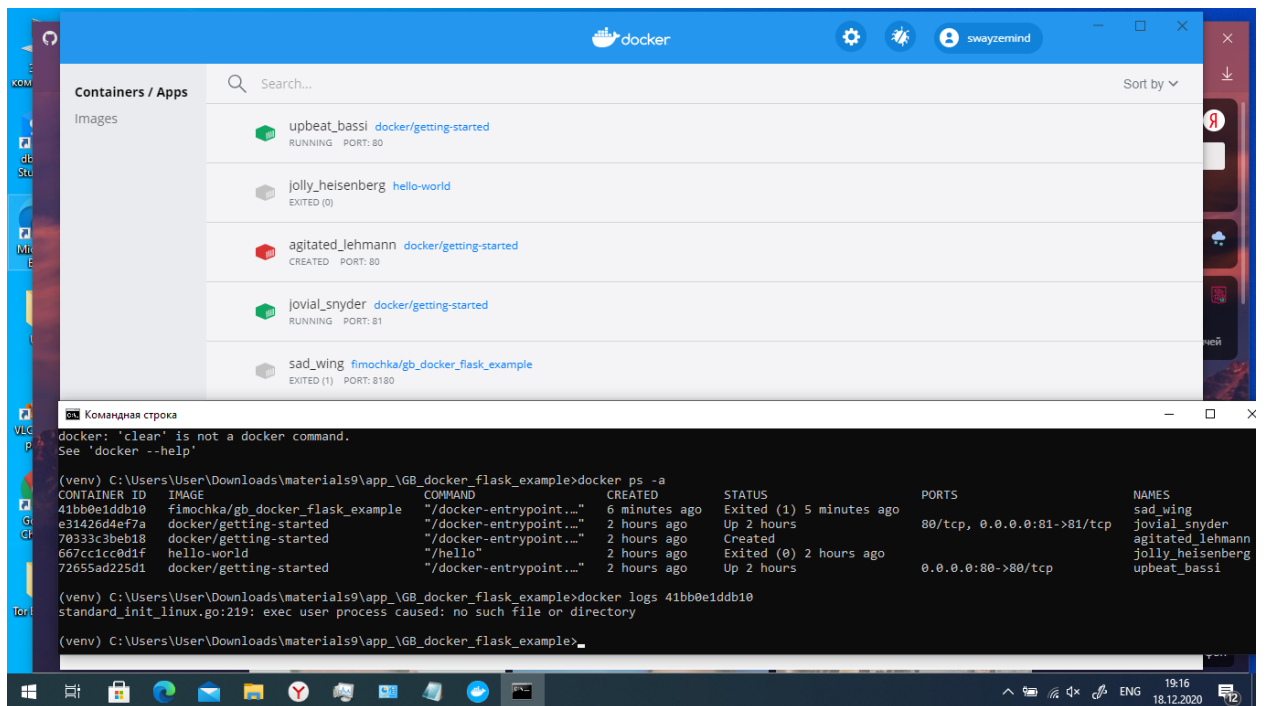 docker
swayzemind
Containers / Apps
Images
Search...
Sort by
upbeat_bassi docker/getting-started
RUNNING PORT: 80
jolly_heisenberg hello-world
EXITED (0)
agitated_lehmann docker/getting-started
CREATED PORT: 80
jovial_snyder docker/getting-started
RUNNING PORT: 81
sad_wing fimochka/gb_docker_flask_example
EXITED (1) PORT: 8180
Командная строка
docker: 'clear' is not a docker command.
See 'docker --help'
(venv) C:\Users\User\Downloads\materials9\app_\GB_docker_flask_example>docker ps -a
CONTAINER ID IMAGE COMMAND CREATED STATUS PORTS NAMES
41bb0e1ddb10 fimochka/gb_docker_flask_example "/docker-entrypoint.…" 6 minutes ago Exited (1) 5 minutes ago sad_wing
e31426d4ef7a docker/getting-started "/docker-entrypoint.…" 2 hours ago Up 2 hours 80/tcp, 0.0.0.0:81->81/tcp jovial_snyder
70333c3beb18 docker/getting-started "/docker-entrypoint.…" 2 hours ago Created agitated_lehmann
667cc1cc0d1f hello-world "/hello" 2 hours ago Exited (0) 2 hours ago jolly_heisenberg
72655ad225d1 docker/getting-started "/docker-entrypoint.…" 2 hours ago Up 2 hours 0.0.0.0:80->80/tcp upbeat_bassi
(venv) C:\Users\User\Downloads\materials9\app_\GB_docker_flask_example>docker logs 41bb0e1ddb10
standard_init_linux.go:219: exec user process caused: no such file or directory
(venv) C:\Users\User\Downloads\materials9\app_\GB_docker_flask_example>
ENG
19:16
18.12.2020
12